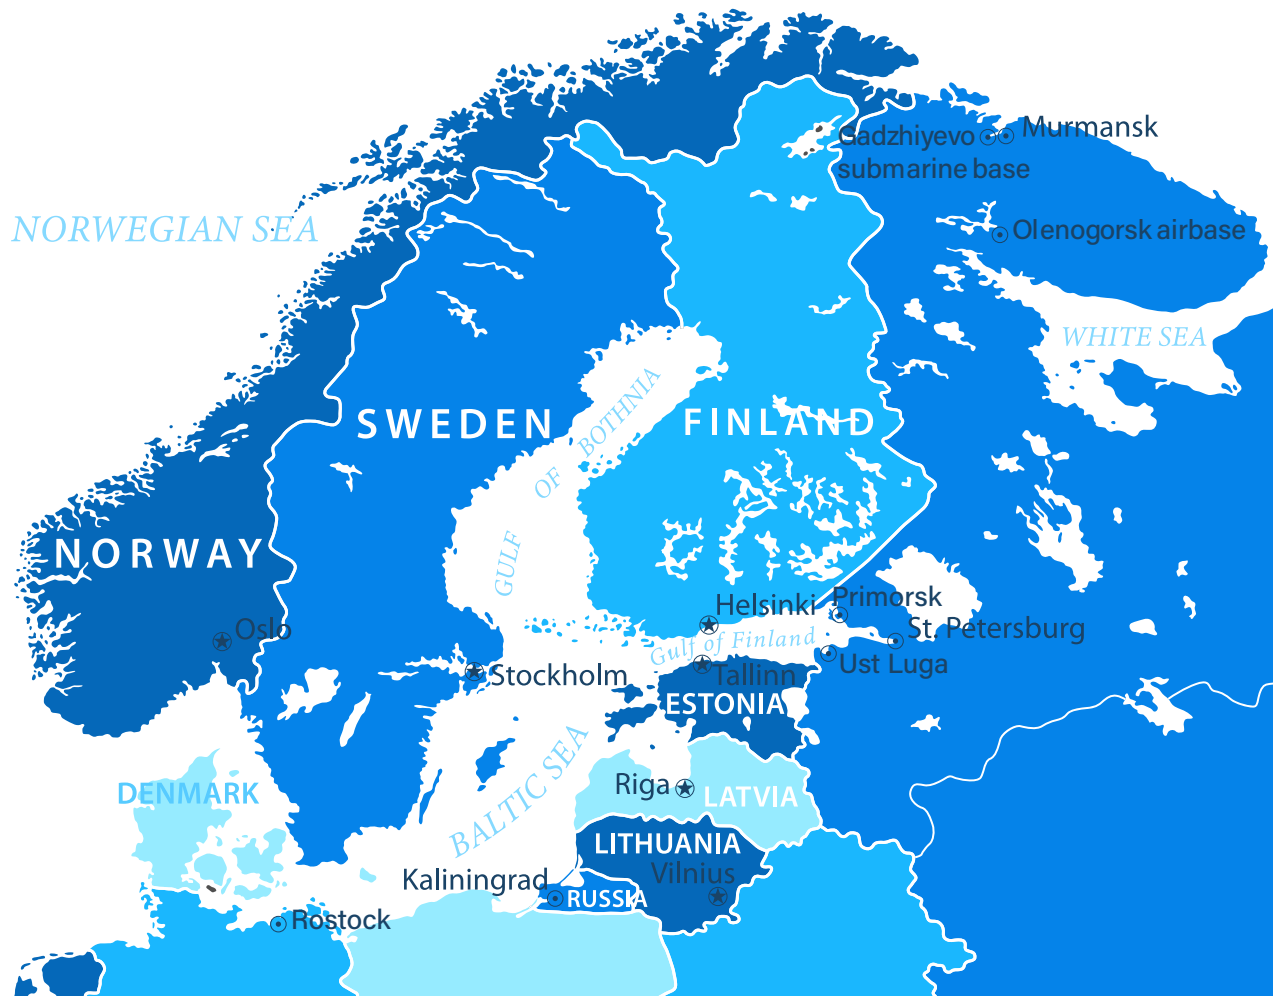 Gadzhiyevo
submarine base
Murmansk
NORWEGIAN SEA
Olenogorsk airbase
WHITE SEA
SWEDEN
FINLAND
GULF OF BOTHNIA
NORWAY
Helsinki
Primorsk
Oslo
Gulf of Finland
St. Petersburg
Stockholm
Tallinn
Ust Luga
ESTONIA
BALTIC SEA
Riga
DENMARK
LATVIA
LITHUANIA
Vilnius
Kaliningrad
RUSSIA
Rostock